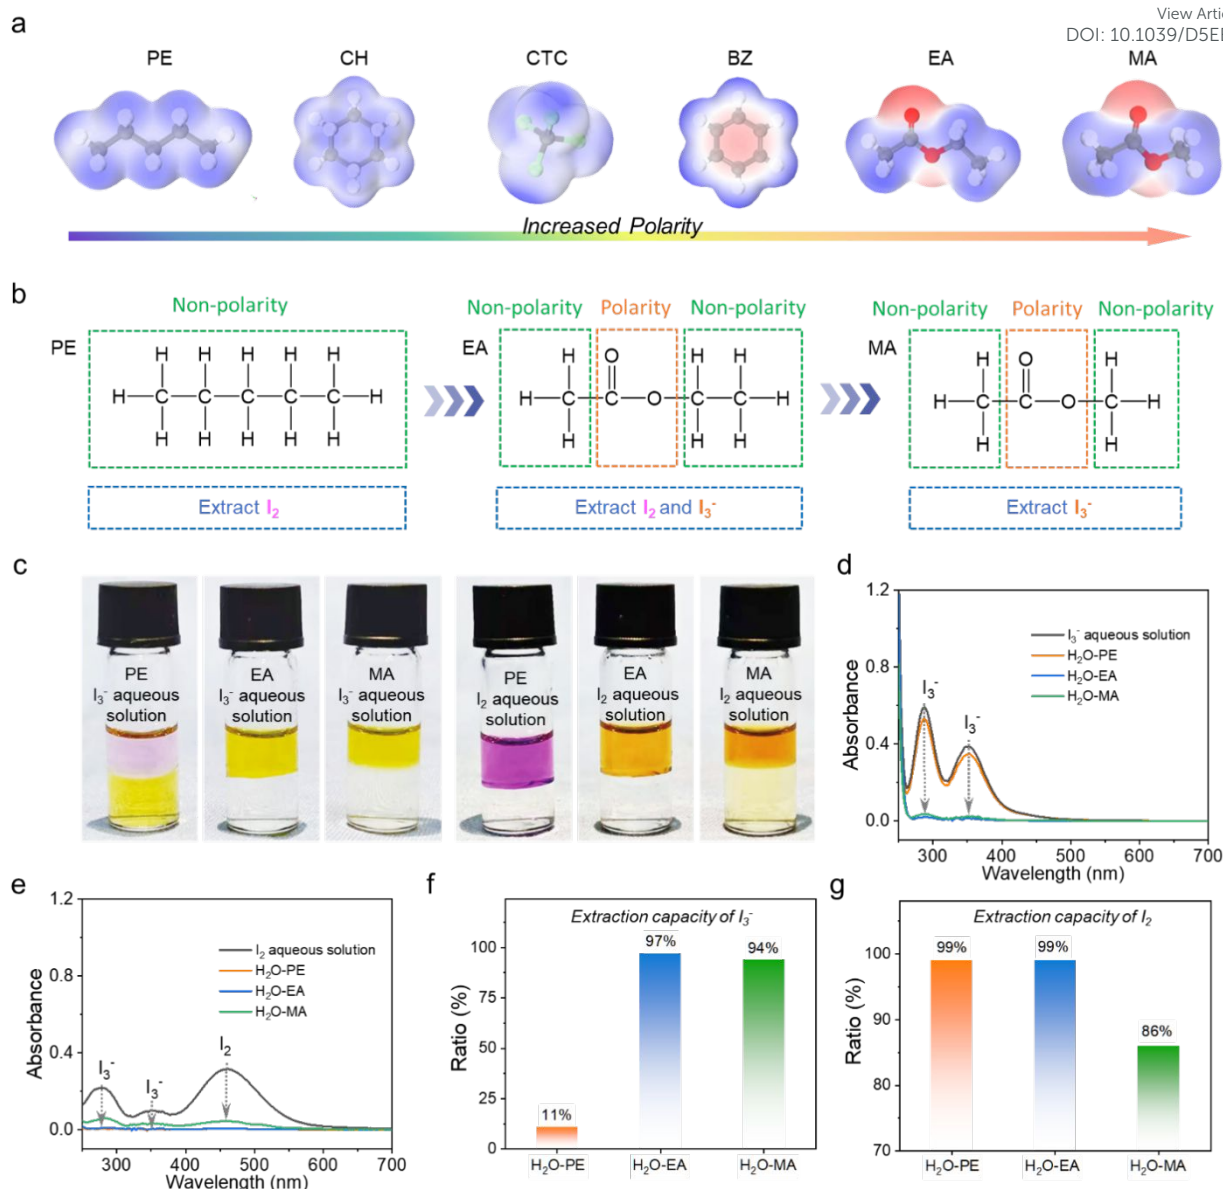 View Arti
DOI: 10.1039/D5E
a
PE CH CTC BZ EA MA
Increased Polarity
b
Non-polarity Non-polarity Polarity Non-polarity Non-polarity Polarity Non-polarity
PE EA MA
H H H H H
H C C C C C H
H H H H H
H O H H
H C C O C C H
H H H
H O H
H C C O C H
H H
Extract I₂ Extract I₂ and I₃⁻ Extract I₃⁻
c
PE
I₃⁻ aqueous
solution
EA
I₃⁻ aqueous
solution
MA
I₃⁻ aqueous
solution
PE
I₂ aqueous
solution
EA
I₂ aqueous
solution
MA
I₂ aqueous
solution
d
1.2
0.8
0.4
0.0
Absorbance
I₃⁻ aqueous solution
H₂O-PE
H₂O-EA
H₂O-MA
I₃⁻
I₃⁻
300 400 500 600 700
Wavelength (nm)
e
1.2
0.8
0.4
0.0
Absorbance
I₂ aqueous solution
H₂O-PE
H₂O-EA
H₂O-MA
I₃⁻
I₃⁻
I₂
300 400 500 600 700
Wavelength (nm)
f
Extraction capacity of I₃⁻
100
75
50
25
0
Ratio (%)
11% 97% 94%
H₂O-PE H₂O-EA H₂O-MA
g
Extraction capacity of I₂
100
90
80
70
Ratio (%)
99% 99% 86%
H₂O-PE H₂O-EA H₂O-MA